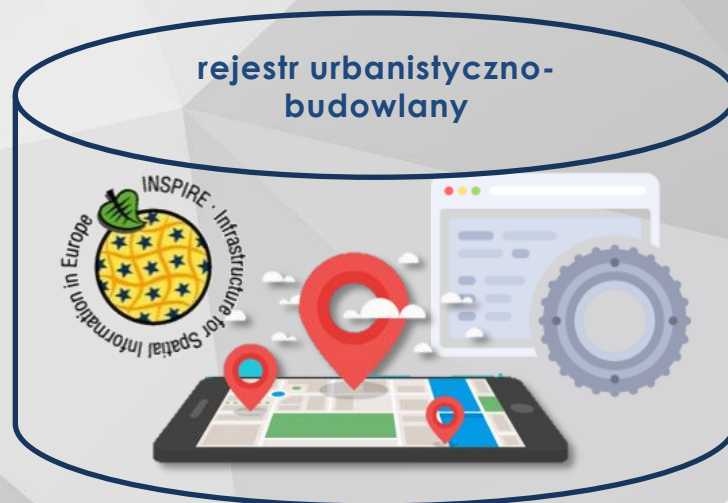 rejestr urbanistyczno-
budowlany
iNSPIRE · Infrastructure for Spatial Information in Europe